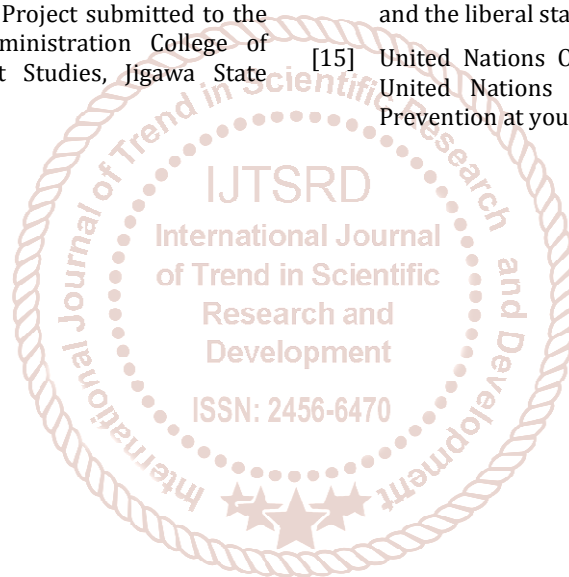 Project submitted to the
ministration College of
t Studies, Jigawa State
and the liberal sta
[15] United Nations
United Nations
Prevention at you
International Journal of Trend in Scientific Research and Development
IJTSRD
International Journal
of Trend in Scientific
Research and
Development
ISSN: 2456-6470